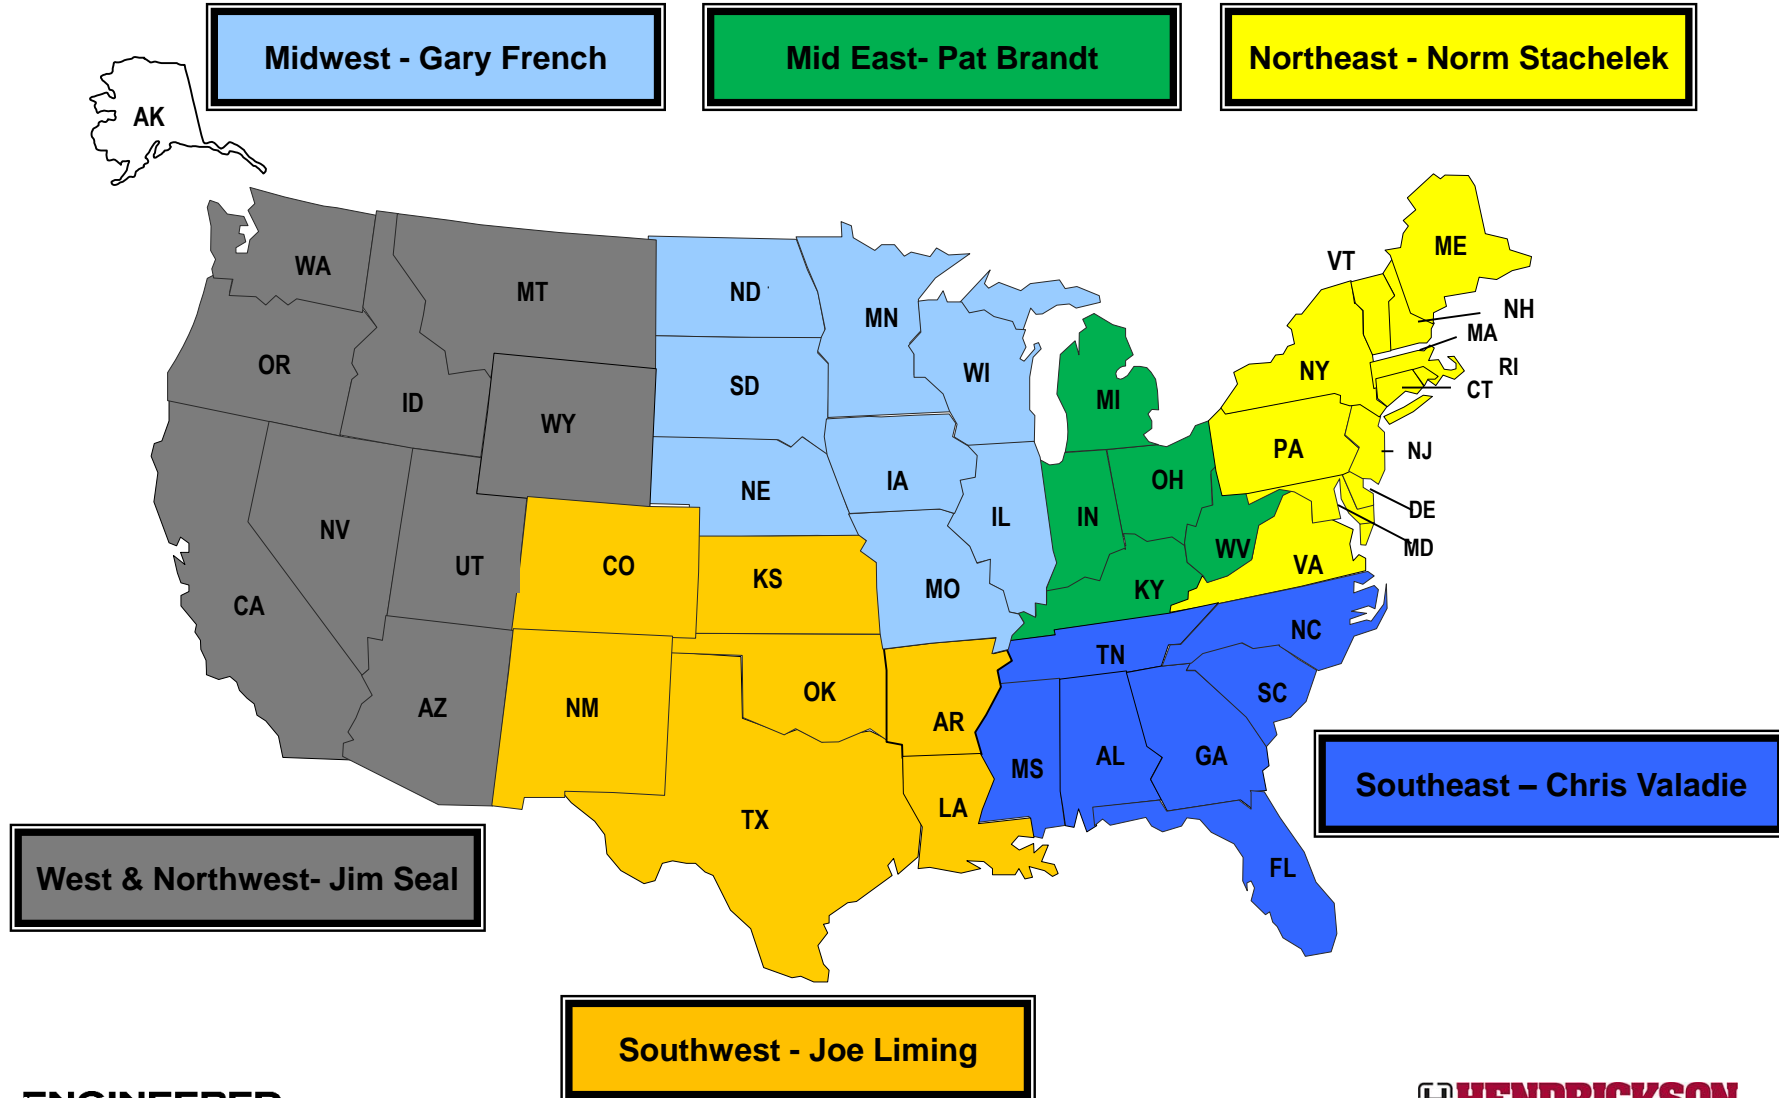 Midwest - Gary French
Mid East- Pat Brandt
Northeast - Norm Stachelek
AK
WA
MT
ND
MN
VT
ME
NH
MA
OR
ID
WY
SD
WI
MI
NY
RI
CT
NV
UT
CO
NE
IA
IL
IN
OH
PA
NJ
DE
MD
CA
KS
MO
KY
WV
VA
AZ
NM
OK
AR
TN
NC
SC
TX
LA
MS
AL
GA
FL
Southeast – Chris Valadie
West & Northwest- Jim Seal
Southwest - Joe Liming
ENGINEERED
HENDRICKSON